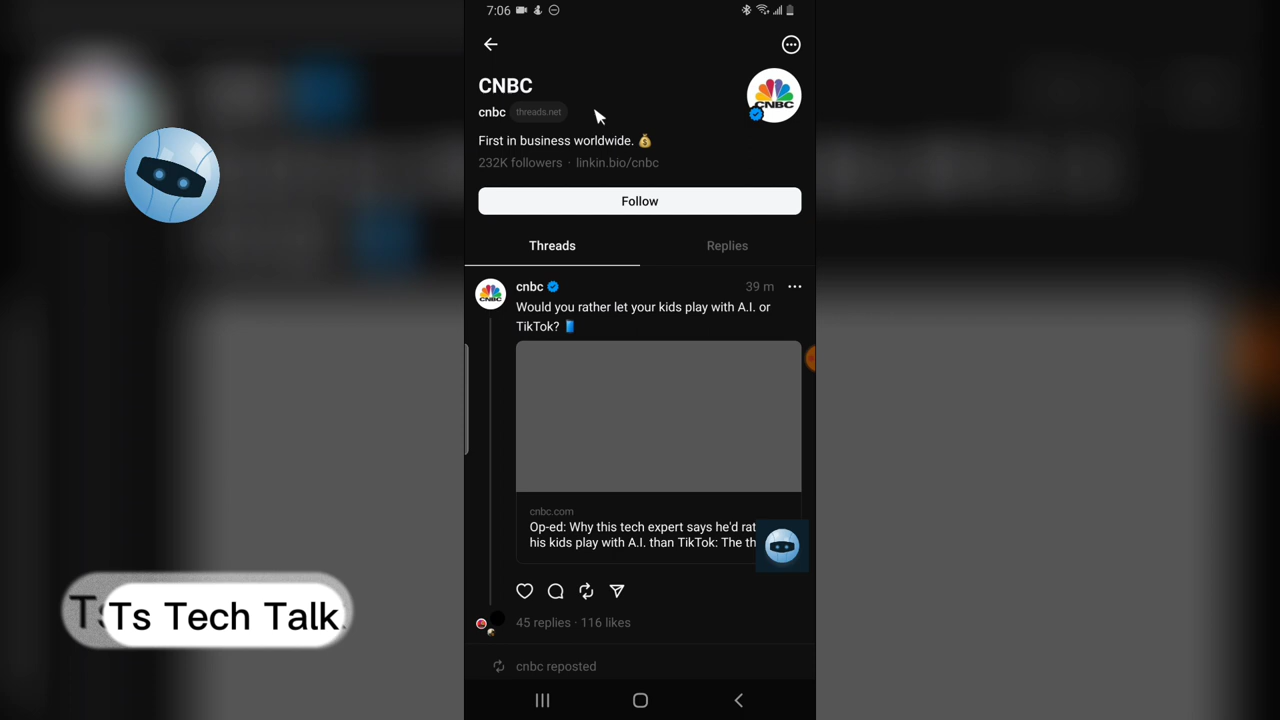 7:06
CNBC
cnbc threads.net
CNBC
First in business worldwide.
232K followers · linkin.bio/cnbc
Follow
Threads
Replies
cnbc
39 m
CNBC
Would you rather let your kids play with A.I. or
TikTok?
cnbc.com
Op-ed: Why this tech expert says he'd rat
his kids play with A.I. than TikTok: The th
45 replies · 116 likes
cnbc reposted
Ts Tech Talk